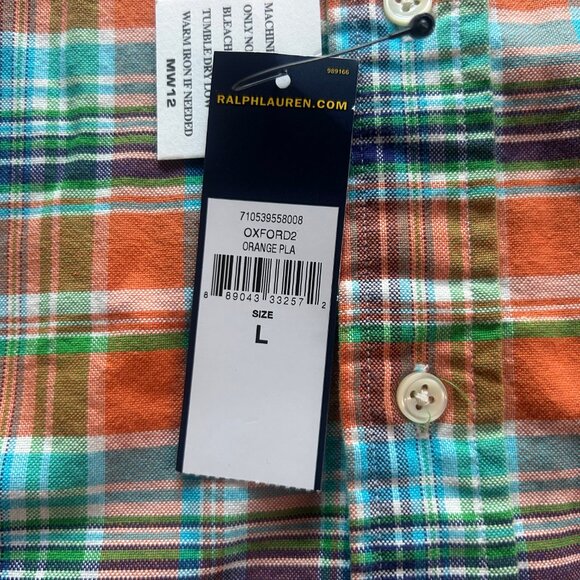 MACHINE
ONLY NO
BLEACH
TUMBLE DRY LOW
WARM IRON IF NEEDED
MW12
989166
RALPHLAUREN.COM
710539558008
OXFORD2
ORANGE PLA
8 89043 33257 2
SIZE
L